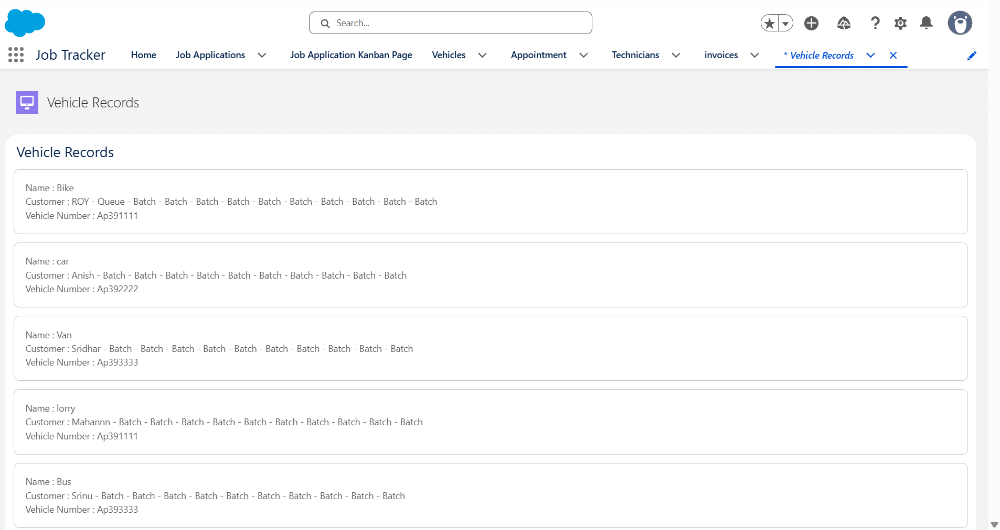 Search...
Job Tracker Home Job Applications Job Application Kanban Page Vehicles Appointment Technicians invoices * Vehicle Records
Vehicle Records
Vehicle Records
Name : Bike
Customer : ROY - Queue - Batch - Batch - Batch - Batch - Batch - Batch - Batch - Batch - Batch - Batch
Vehicle Number : Ap391111
Name : car
Customer : Anish - Batch - Batch - Batch - Batch - Batch - Batch - Batch - Batch - Batch - Batch
Vehicle Number : Ap392222
Name : Van
Customer : Sridhar - Batch - Batch - Batch - Batch - Batch - Batch - Batch - Batch - Batch - Batch
Vehicle Number : Ap393333
Name : lorry
Customer : Mahannn - Batch - Batch - Batch - Batch - Batch - Batch - Batch - Batch - Batch - Batch
Vehicle Number : Ap391111
Name : Bus
Customer : Srinu - Batch - Batch - Batch - Batch - Batch - Batch - Batch - Batch - Batch - Batch
Vehicle Number : Ap393333